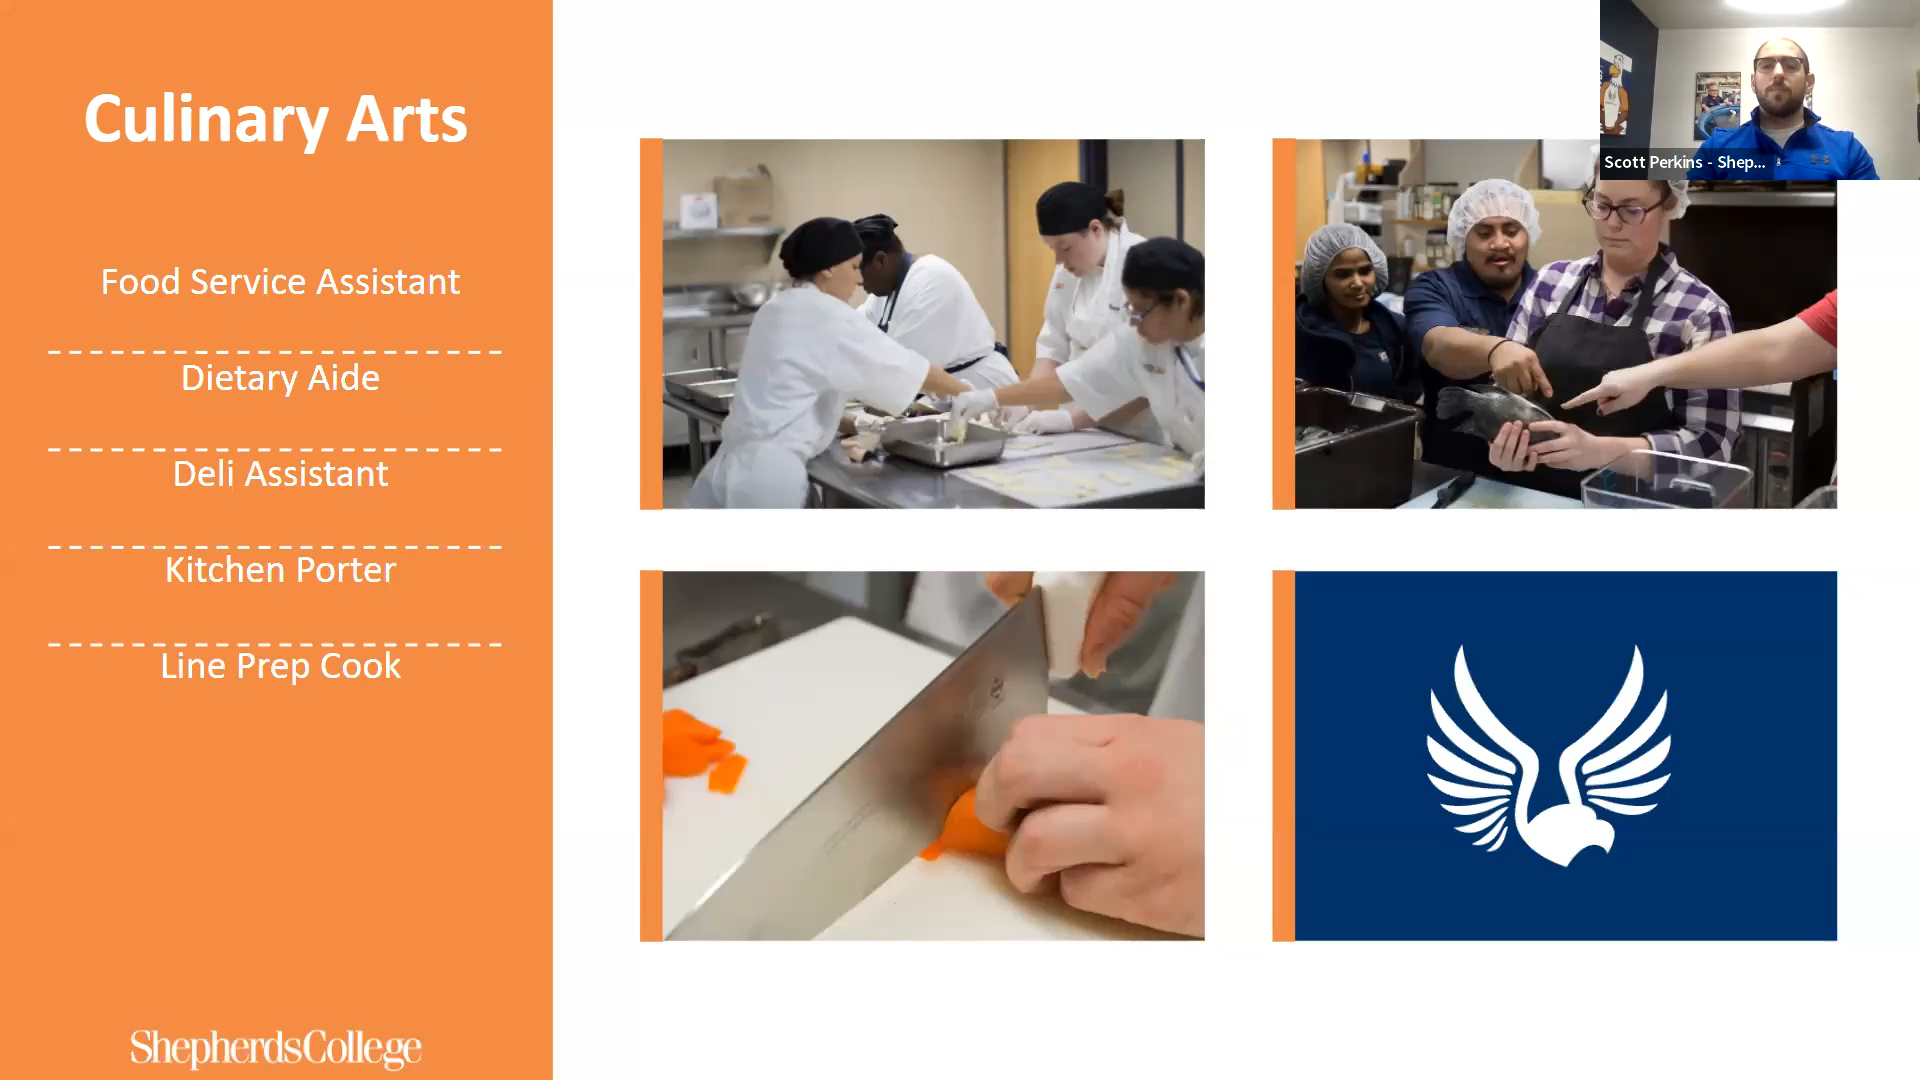 Culinary Arts
Food Service Assistant
Dietary Aide
Deli Assistant
Kitchen Porter
Line Prep Cook
ShepherdsCollege
Scott Perkins - Shep...